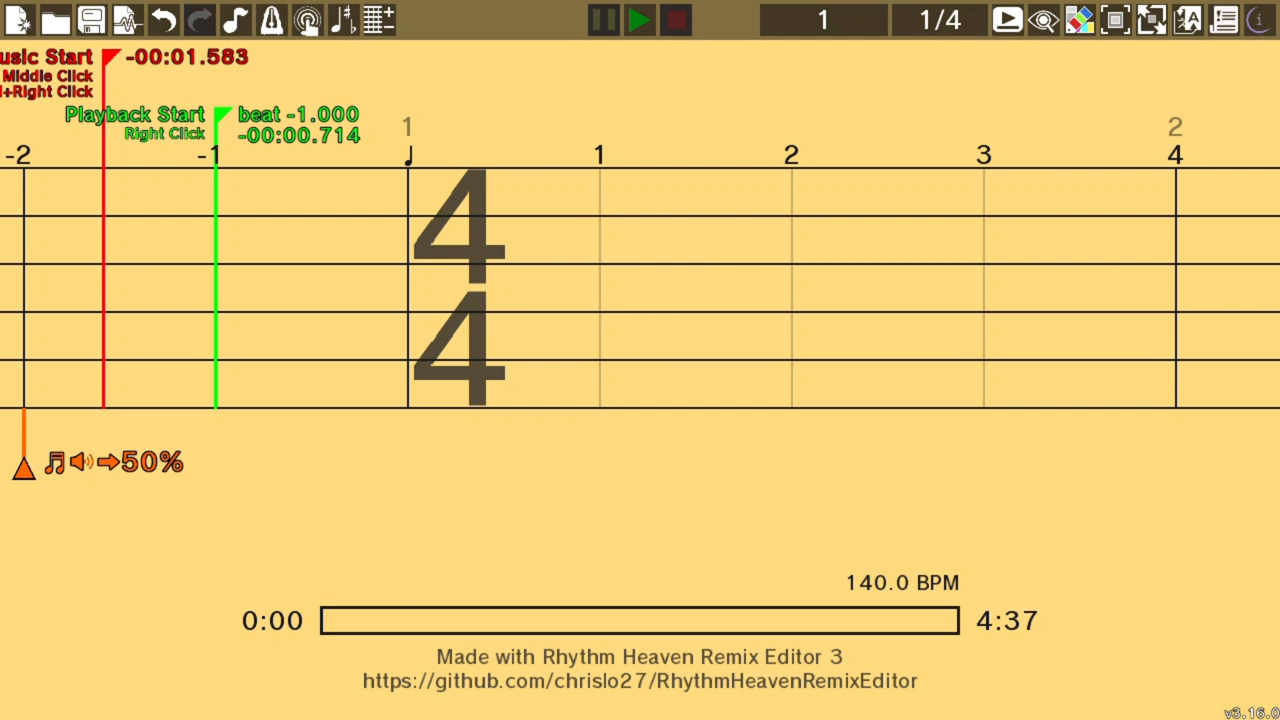 1 1/4
usic Start -00:01.583
Middle Click
+Right Click
Playback Start beat -1.000
Right Click -00:00.714
1 2
-2 -1 1 2 3 4
4
4
50%
140.0 BPM
0:00 4:37
Made with Rhythm Heaven Remix Editor 3
https://github.com/chrislo27/RhythmHeavenRemixEditor
v3.16.0